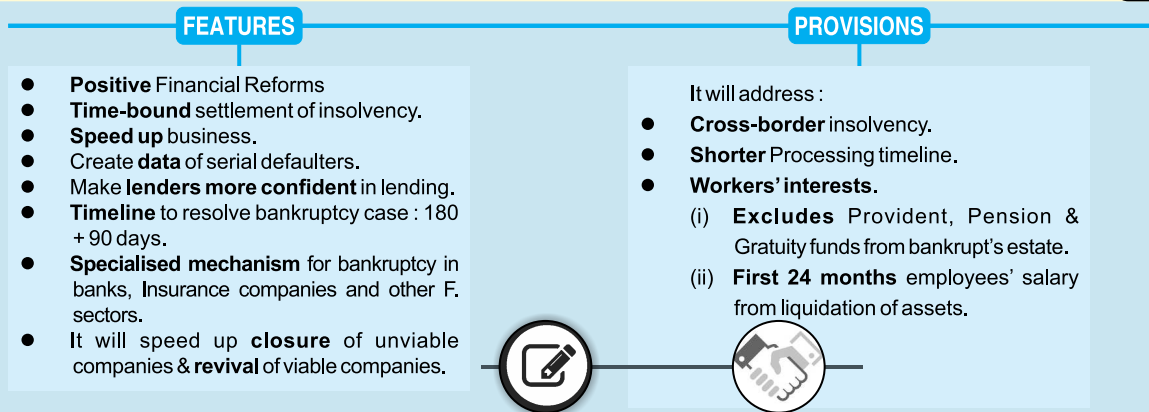 FEATURES
● Positive Financial Reforms
● Time-bound settlement of insolvency.
● Speed up business.
● Create data of serial defaulters.
● Make lenders more confident in lending.
● Timeline to resolve bankruptcy case : 180
+ 90 days.
● Specialised mechanism for bankruptcy in
banks, Insurance companies and other F.
sectors.
● It will speed up closure of unviable
companies & revival of viable companies.
PROVISIONS
It will address :
● Cross-border insolvency.
● Shorter Processing timeline.
● Workers' interests.
(i) Excludes Provident, Pension &
Gratuity funds from bankrupt's estate.
(ii) First 24 months employees' salary
from liquidation of assets.